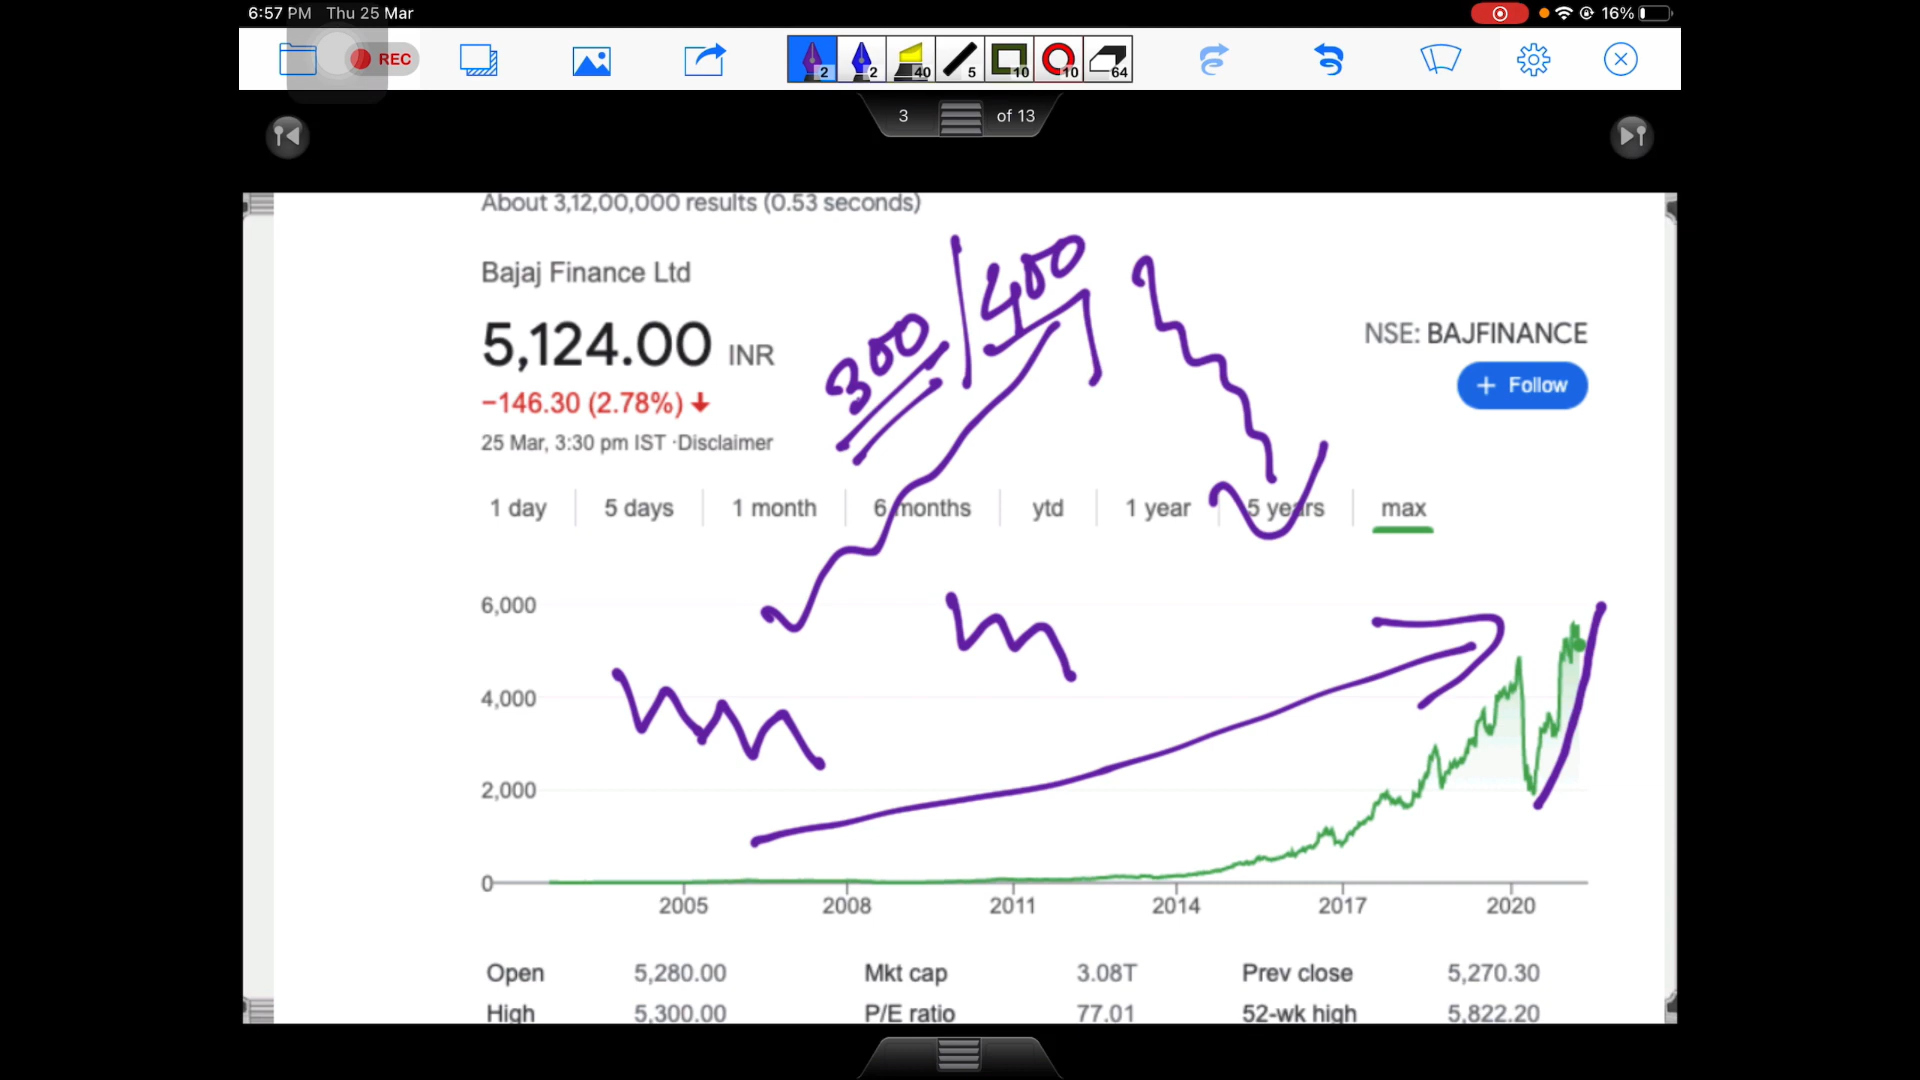 6:57 PM Thu 25 Mar
16%
REC
2
2
40
5
10
10
64
3 of 13
About 3,12,00,000 results (0.53 seconds)
Bajaj Finance Ltd
300 / 400
5,124.00 INR
NSE: BAJFINANCE
−146.30 (2.78%)
+ Follow
25 Mar, 3:30 pm IST · Disclaimer
1 day 5 days 1 month 6 months ytd 1 year 5 years max
6,000
4,000
2,000
0
2005 2008 2011 2014 2017 2020
Open 5,280.00 Mkt cap 3.08T Prev close 5,270.30
High 5,300.00 P/E ratio 77.01 52-wk high 5,822.20